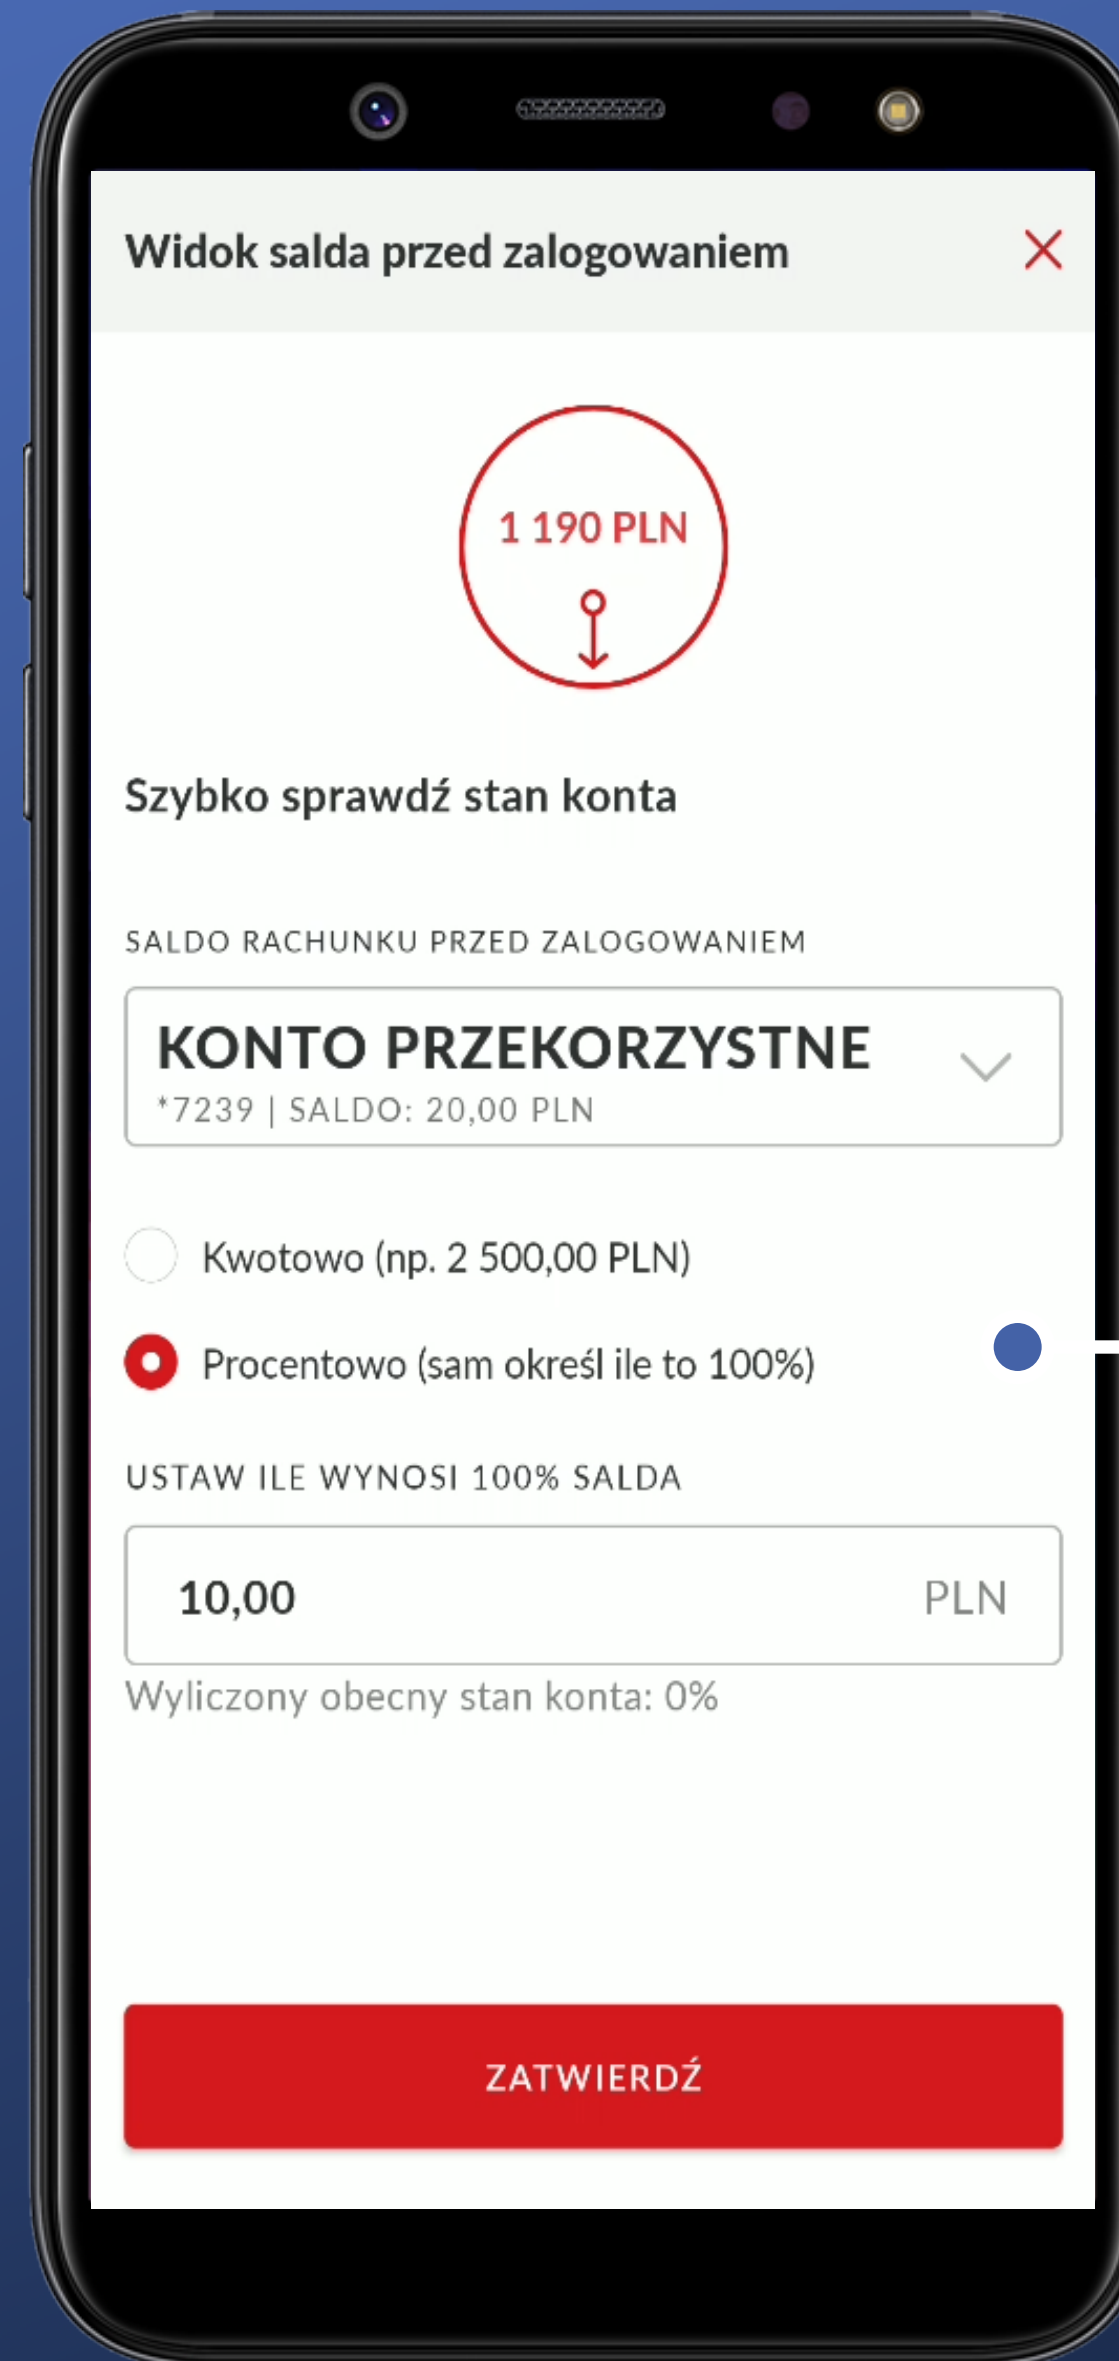 Widok salda przed zalogowaniem
1 190 PLN
Szybko sprawdź stan konta
SALDO RACHUNKU PRZED ZALOGOWANIEM
KONTO PRZEKORZYSTNE
*7239 | SALDO: 20,00 PLN
Kwotowo (np. 2 500,00 PLN)
Procentowo (sam określ ile to 100%)
USTAW ILE WYNOSI 100% SALDA
10,00 PLN
Wyliczony obecny stan konta: 0%
ZATWIERDŹ